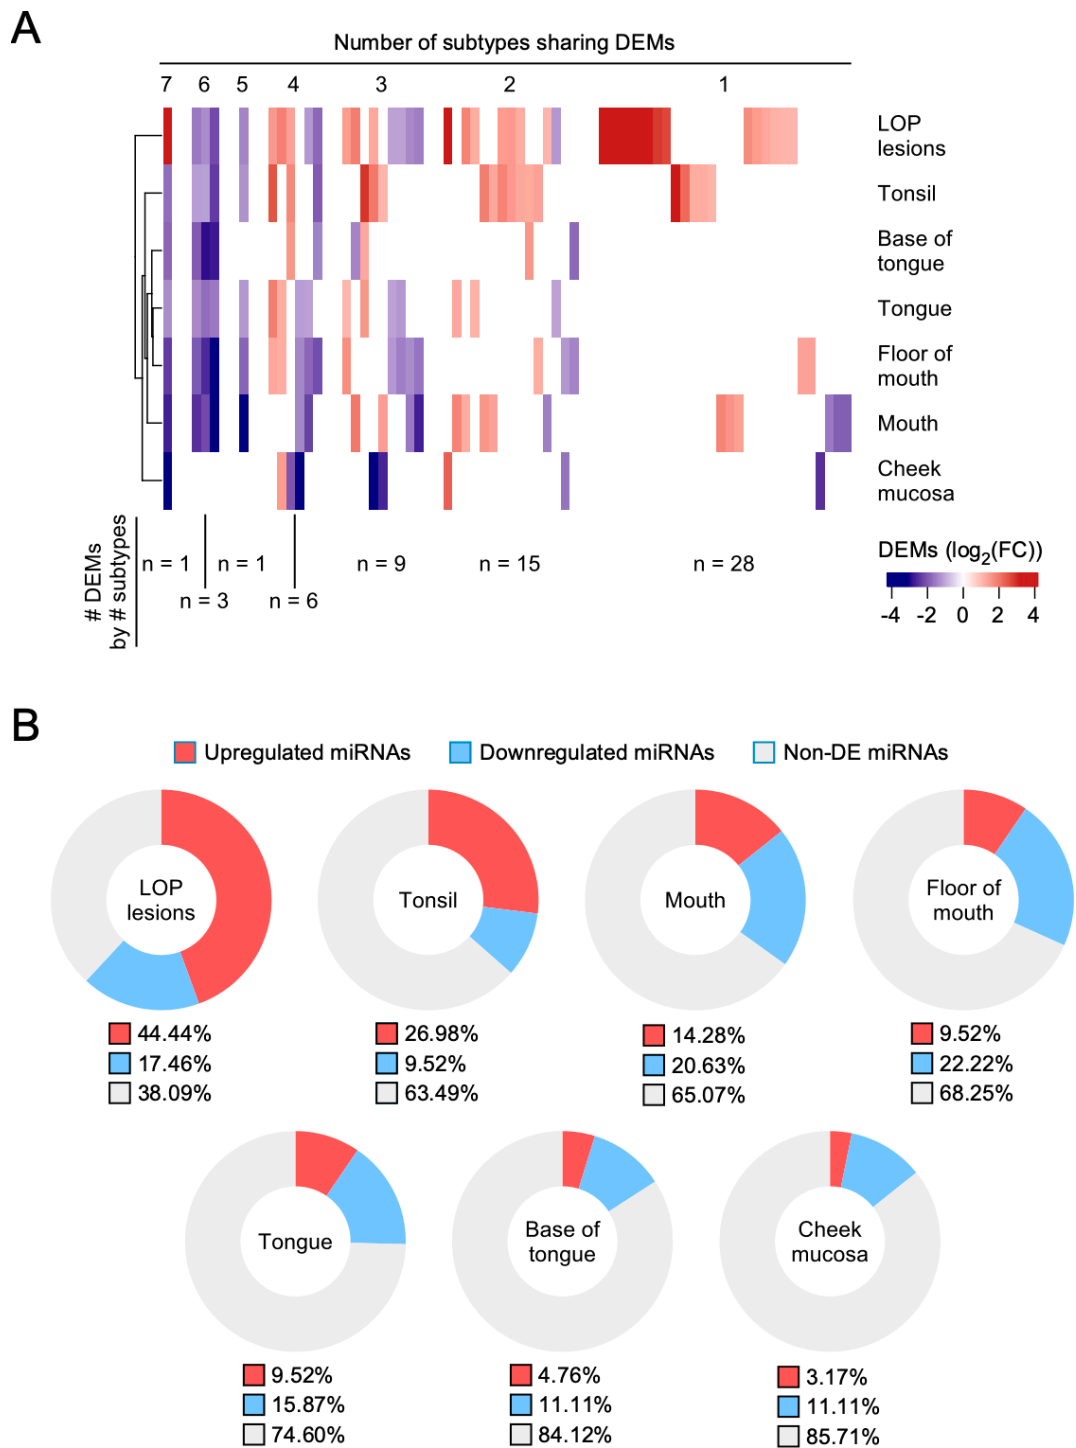 A
Number of subtypes sharing DEMs
7 6 5 4 3 2 1
LOP
lesions
Tonsil
Base of
tongue
Tongue
Floor of
mouth
Mouth
Cheek
mucosa
# DEMs
by # subtypes
n = 1
n = 3
n = 1
n = 6
n = 9
n = 15
n = 28
DEMs (log2(FC))
-4 -2 0 2 4
B
Upregulated miRNAs
Downregulated miRNAs
Non-DE miRNAs
LOP
lesions
44.44%
17.46%
38.09%
Tonsil
26.98%
9.52%
63.49%
Mouth
14.28%
20.63%
65.07%
Floor of
mouth
9.52%
22.22%
68.25%
Tongue
9.52%
15.87%
74.60%
Base of
tongue
4.76%
11.11%
84.12%
Cheek
mucosa
3.17%
11.11%
85.71%